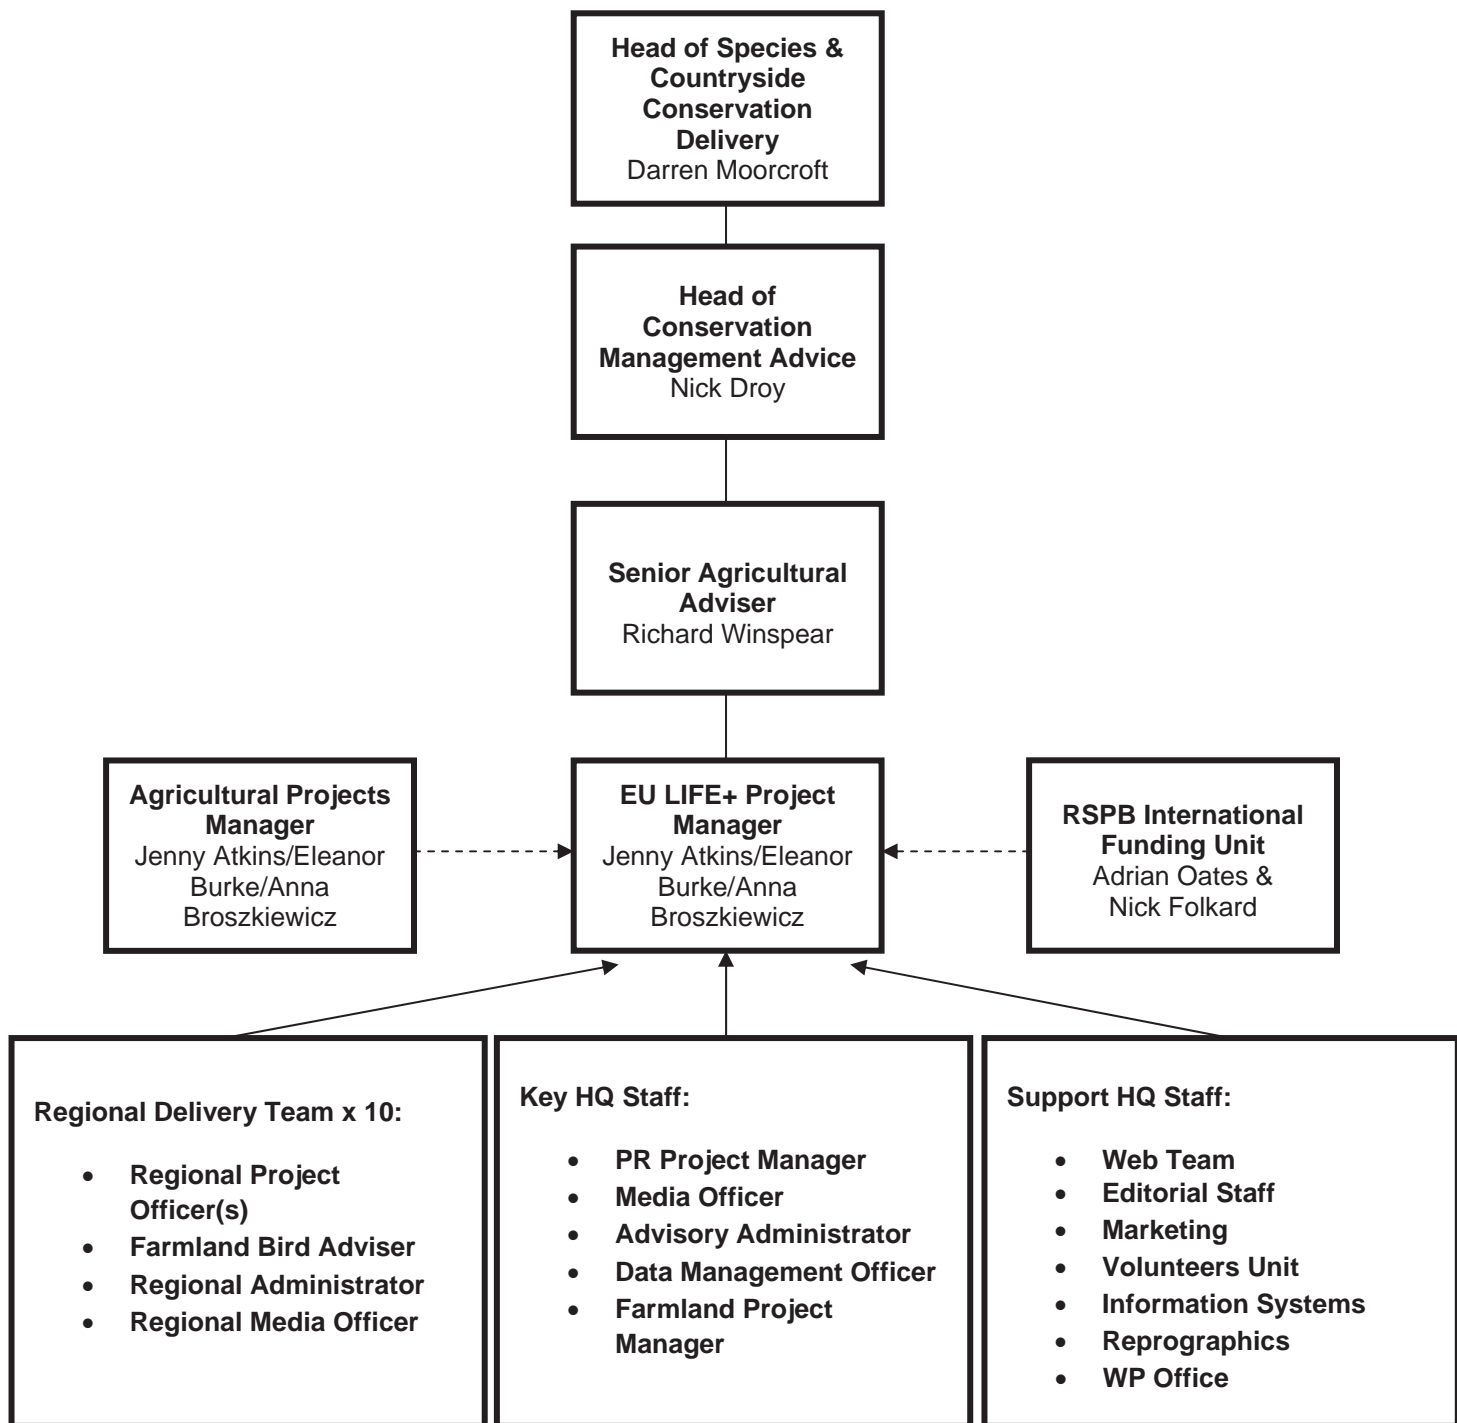 Head of Species &
Countryside
Conservation
Delivery
Darren Moorcroft
Head of
Conservation
Management Advice
Nick Droy
Senior Agricultural
Adviser
Richard Winspear
Agricultural Projects
Manager
Jenny Atkins/Eleanor
Burke/Anna
Broszkiewicz
EU LIFE+ Project
Manager
Jenny Atkins/Eleanor
Burke/Anna
Broszkiewicz
RSPB International
Funding Unit
Adrian Oates &
Nick Folkard
Regional Delivery Team x 10:
• Regional Project
Officer(s)
• Farmland Bird Adviser
• Regional Administrator
• Regional Media Officer
Key HQ Staff:
• PR Project Manager
• Media Officer
• Advisory Administrator
• Data Management Officer
• Farmland Project
Manager
Support HQ Staff:
• Web Team
• Editorial Staff
• Marketing
• Volunteers Unit
• Information Systems
• Reprographics
• WP Office